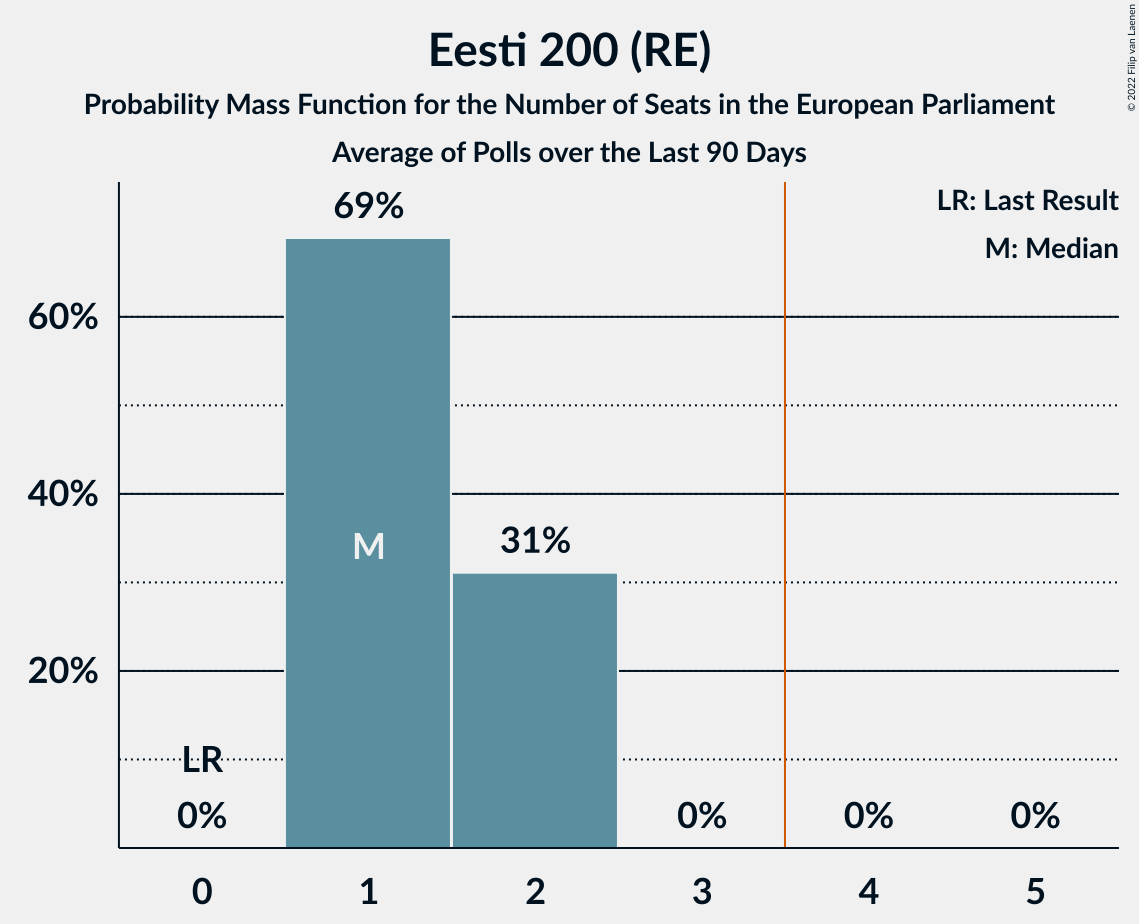 Eesti 200 (RE)
Probability Mass Function for the Number of Seats in the European Parliament
Average of Polls over the Last 90 Days
© 2022 Filip van Laenen
LR: Last Result
M: Median
69%
60%
40%
M
31%
20%
LR
0%
0%
0%
0%
0
1
2
3
4
5